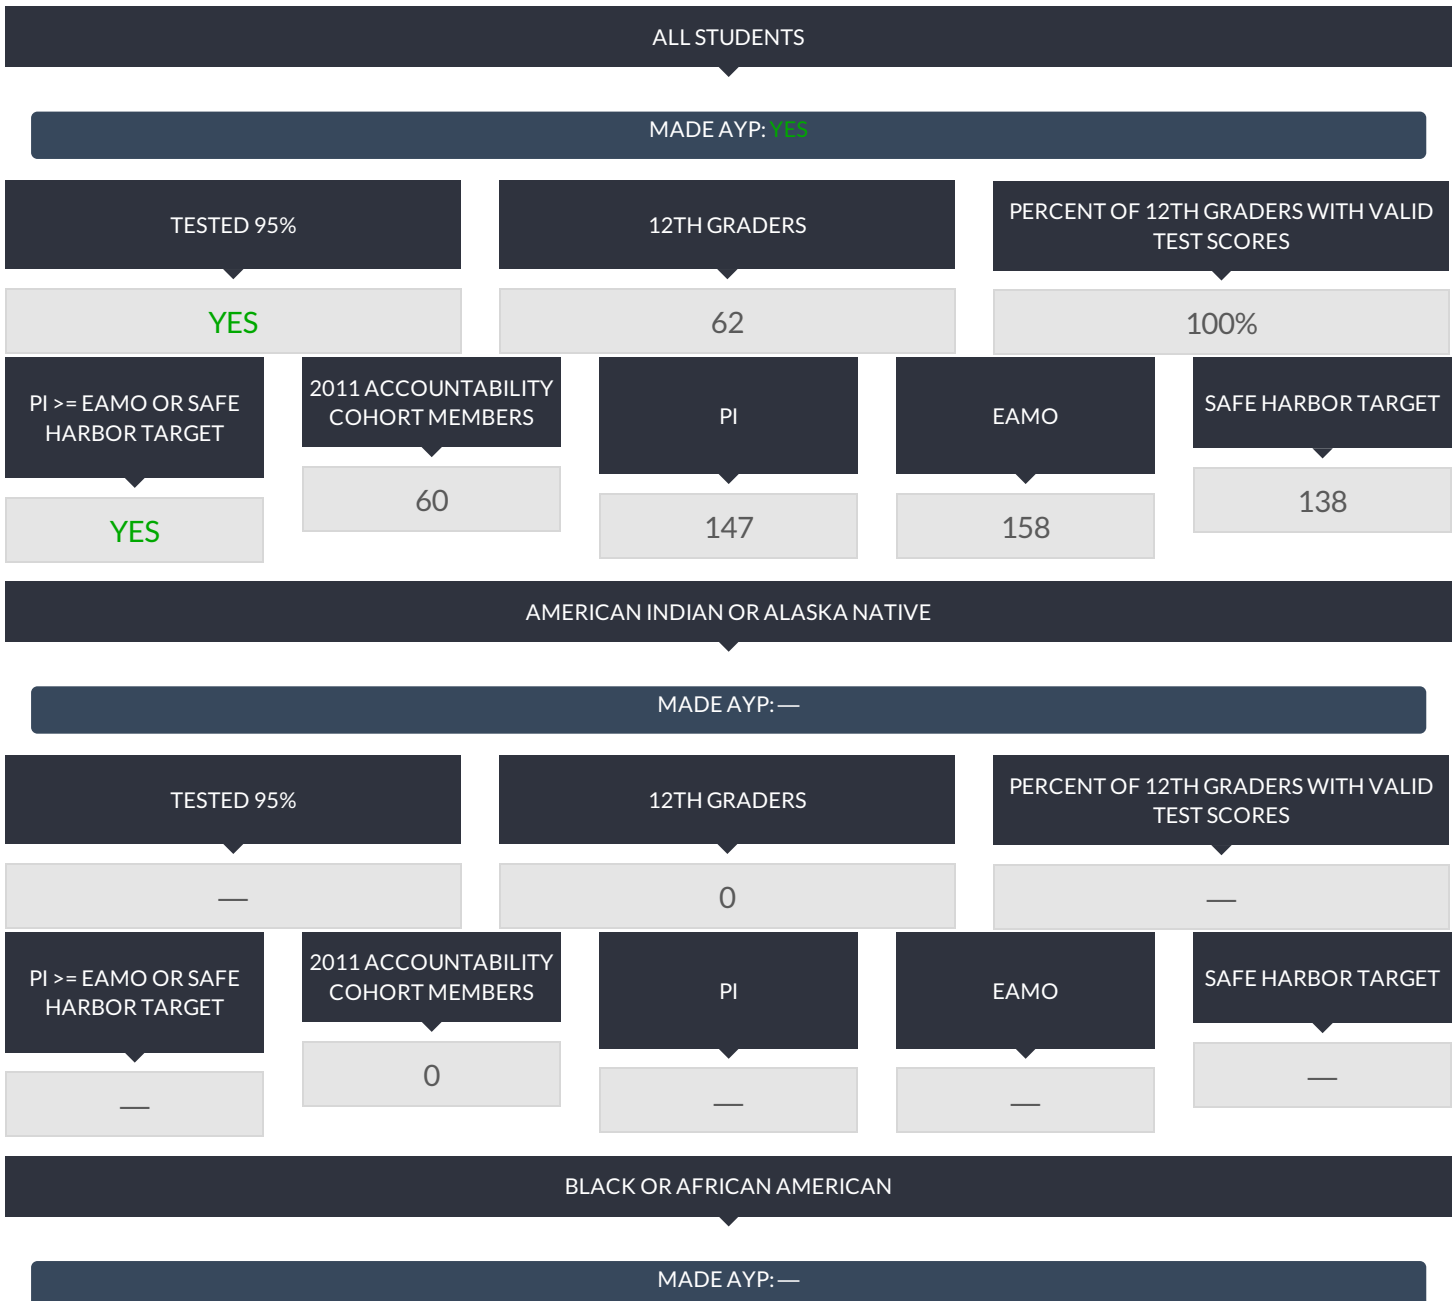 ALL STUDENTS
MADE AYP: YES
TESTED 95%
12TH GRADERS
PERCENT OF 12TH GRADERS WITH VALID
TEST SCORES
YES
62
100%
PI >= EAMO OR SAFE
HARBOR TARGET
2011 ACCOUNTABILITY
COHORT MEMBERS
PI
EAMO
SAFE HARBOR TARGET
YES
60
147
158
138
AMERICAN INDIAN OR ALASKA NATIVE
MADE AYP: —
TESTED 95%
12TH GRADERS
PERCENT OF 12TH GRADERS WITH VALID
TEST SCORES
—
0
—
PI >= EAMO OR SAFE
HARBOR TARGET
2011 ACCOUNTABILITY
COHORT MEMBERS
PI
EAMO
SAFE HARBOR TARGET
—
0
—
—
—
BLACK OR AFRICAN AMERICAN
MADE AYP: —